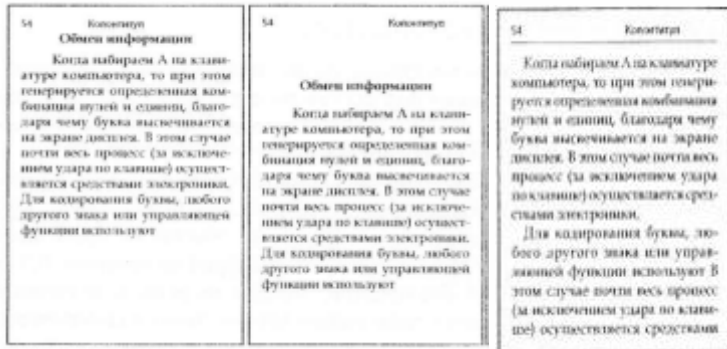 54 Колонтитул
Обмен информации
Когда набираем А на клави-
атуре компьютера, то при этом
генерируется определенная ком-
бинация нулей и единиц, благо-
даря чему буква высвечивается
на экране дисплея. В этом случае
почти весь процесс (за исключе-
нием удара по клавише) осущест-
вляется средствами электроники.
Для кодирования буквы, любого
другого знака или управляющей
функции используют
54 Колонтитул
Обмен информации
Когда набираем А на клави-
атуре компьютера, то при этом
генерируется определенная ком-
бинация нулей и единиц, благо-
даря чему буква высвечивается
на экране дисплея. В этом случае
почти весь процесс (за исключе-
нием удара по клавише) осущест-
вляется средствами электроники.
Для кодирования буквы, любого
другого знака или управляющей
функции используют
54 Колонтитул
Когда набираем А на клавиатуре
компьютера, то при этом генери-
руется определенная комбинация
нулей и единиц, благодаря чему
буква высвечивается на экране
дисплея. В этом случае почти весь
процесс (за исключением удара
по клавише) осуществляется сред-
ствами электроники.
Для кодирования буквы, лю-
бого другого знака или управ-
ляющей функции используют В
этом случае почти весь процесс
(за исключением удара по клави-
ше) осуществляется средствами